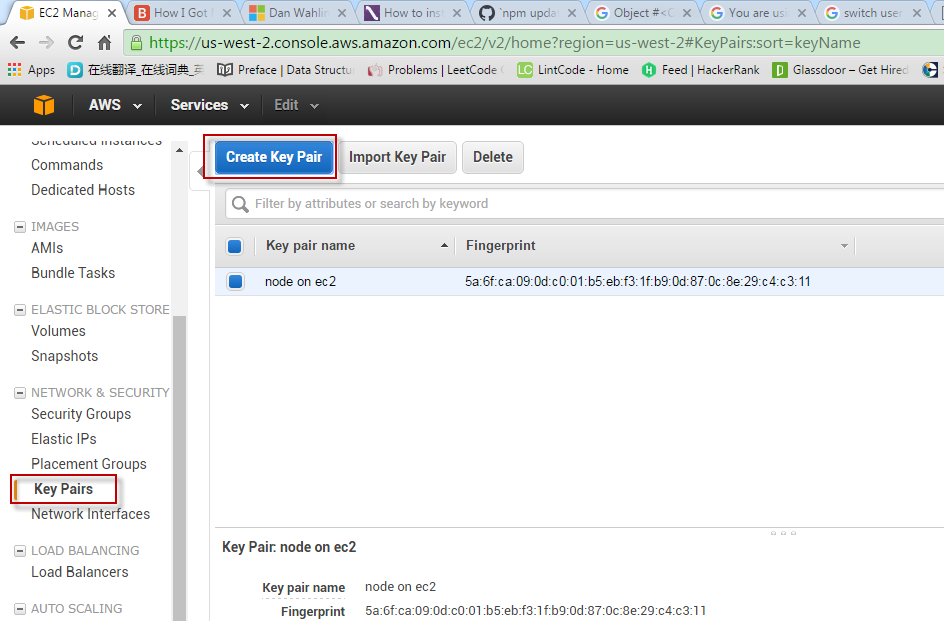 EC2 Manag
How I Got I
Dan Wahlin
How to inst
`npm upda
Object #<C
You are usi
switch user
https://us-west-2.console.aws.amazon.com/ec2/v2/home?region=us-west-2#KeyPairs:sort=keyName
Apps
在线翻译_在线词典_英
Preface | Data Structu
Problems | LeetCode
LintCode - Home
Feed | HackerRank
Glassdoor – Get Hired
AWS
Services
Edit
Scheduled Instances
Commands
Dedicated Hosts
IMAGES
AMIs
Bundle Tasks
ELASTIC BLOCK STORE
Volumes
Snapshots
NETWORK & SECURITY
Security Groups
Elastic IPs
Placement Groups
Key Pairs
Network Interfaces
LOAD BALANCING
Load Balancers
AUTO SCALING
Create Key Pair
Import Key Pair
Delete
Filter by attributes or search by keyword
Key pair name
Fingerprint
node on ec2
5a:6f:ca:09:0d:c0:01:b5:eb:f3:1f:b9:0d:87:0c:8e:29:c4:c3:11
Key Pair: node on ec2
Key pair name
node on ec2
Fingerprint
5a:6f:ca:09:0d:c0:01:b5:eb:f3:1f:b9:0d:87:0c:8e:29:c4:c3:11